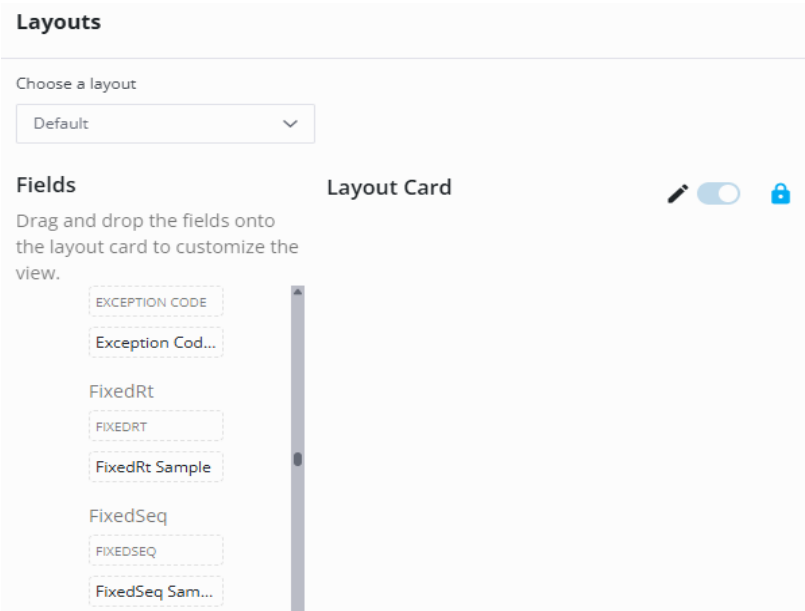 Layouts
Choose a layout
Default
Fields
Drag and drop the fields onto
the layout card to customize the
view.
EXCEPTION CODE
Exception Cod...
FixedRt
FIXEDRT
FixedRt Sample
FixedSeq
FIXEDSEQ
FixedSeq Sam...
Layout Card